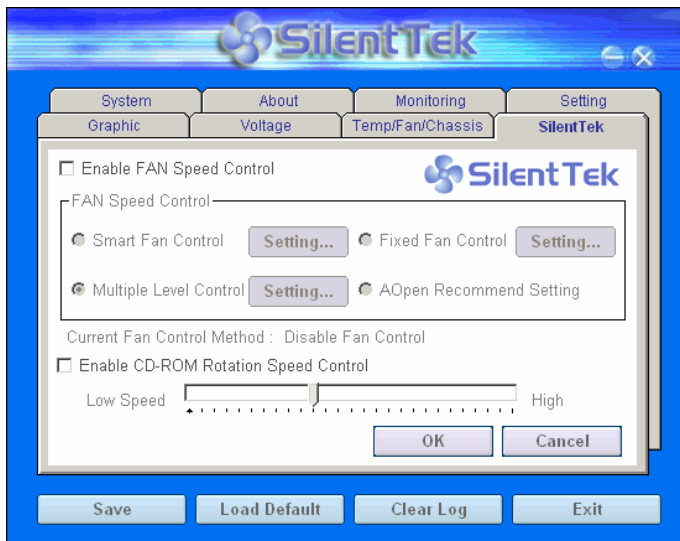 SilentTek
System About Monitoring Setting
Graphic Voltage Temp/Fan/Chassis SilentTek
Enable FAN Speed Control
SilentTek
FAN Speed Control
Smart Fan Control Setting... Fixed Fan Control Setting...
Multiple Level Control Setting... AOpen Recommend Setting
Current Fan Control Method : Disable Fan Control
Enable CD-ROM Rotation Speed Control
Low Speed High
OK Cancel
Save Load Default Clear Log Exit